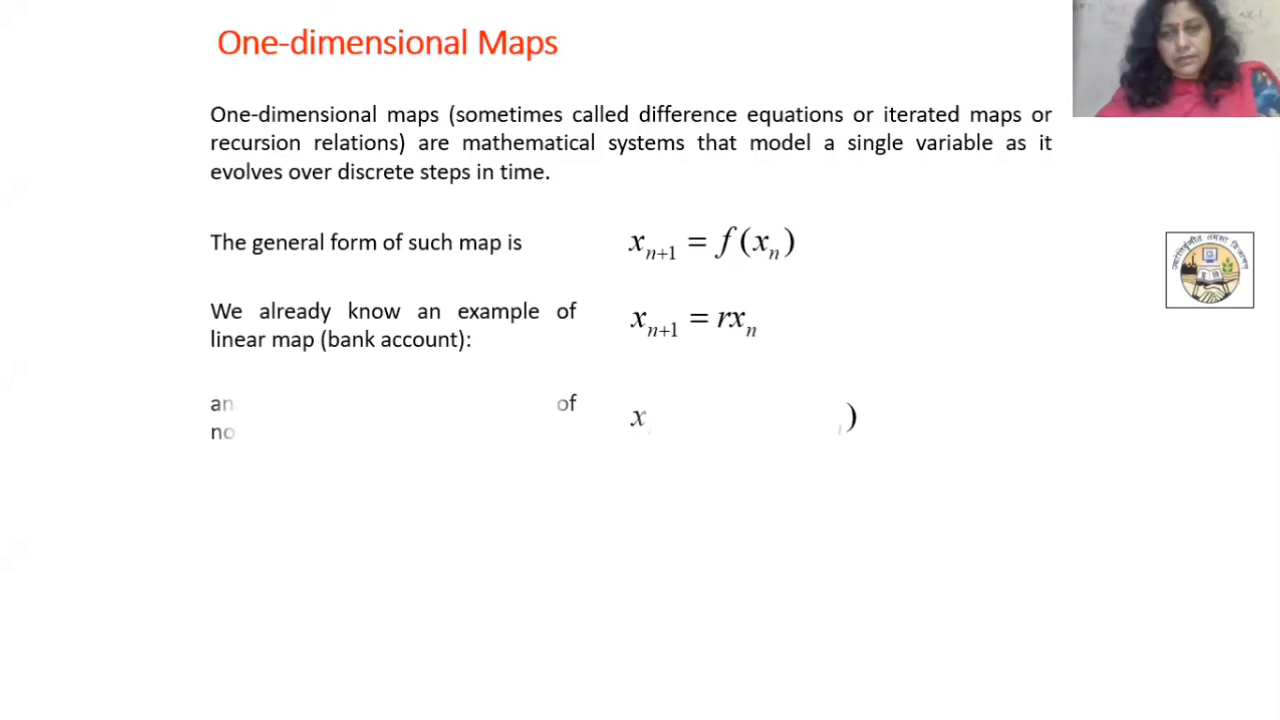 One-dimensional Maps
One-dimensional maps (sometimes called difference equations or iterated maps or
recursion relations) are mathematical systems that model a single variable as it
evolves over discrete steps in time.
The general form of such map is
x_{n+1} = f(x_n)
We already know an example of
linear map (bank account):
x_{n+1} = rx_n
an of
no
x )